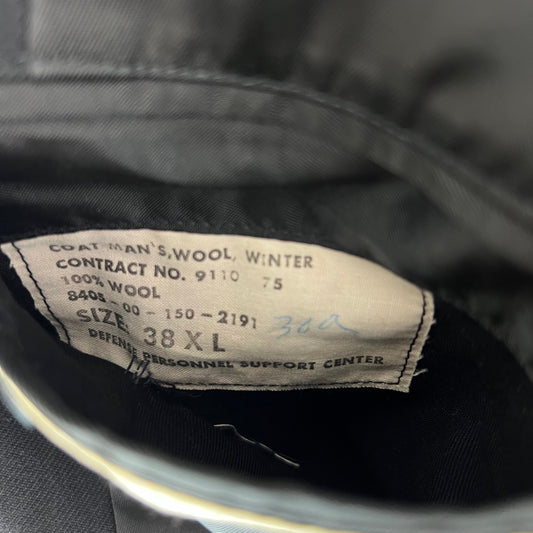 COAT MAN'S, WOOL, WINTER
CONTRACT NO. 9110 75
100% WOOL
8405-00-150-2191
SIZE: 38 XL
DEFENSE PERSONNEL SUPPORT CENTER